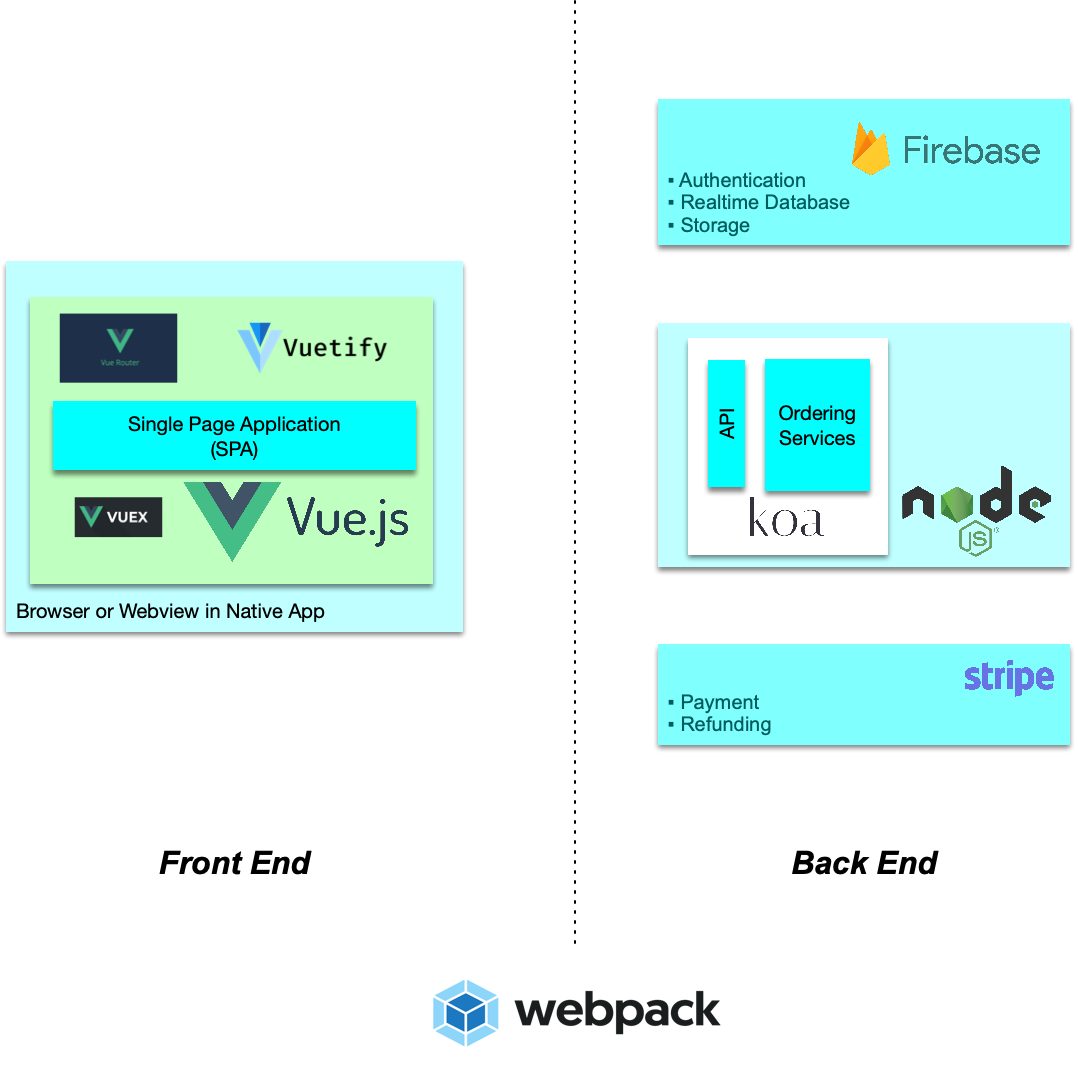 Firebase
▪ Authentication
▪ Realtime Database
▪ Storage
Vue Router
Vuetify
Single Page Application
(SPA)
VUEX
Vue.js
Browser or Webview in Native App
API
Ordering
Services
koa
node
JS
stripe
▪ Payment
▪ Refunding
Front End
Back End
webpack